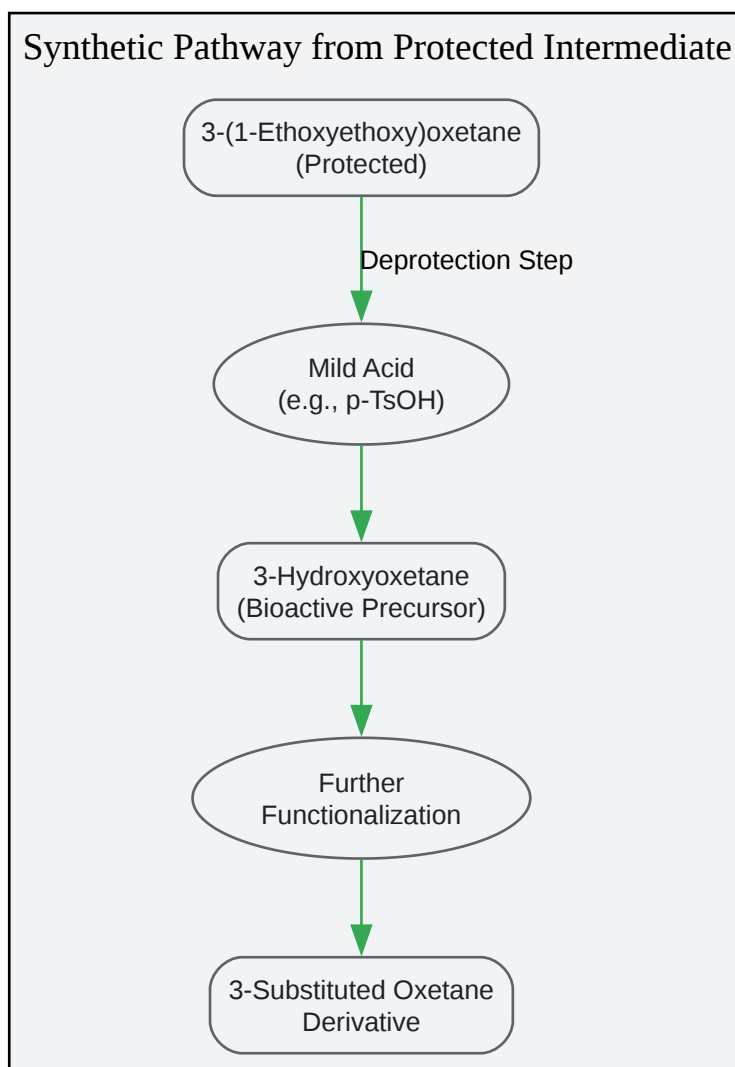 Synthetic Pathway from Protected Intermediate
3-(1-Ethoxyethoxy)oxetane
(Protected)
Deprotection Step
Mild Acid
(e.g., p-TsOH)
3-Hydroxyoxetane
(Bioactive Precursor)
Further
Functionalization
3-Substituted Oxetane
Derivative